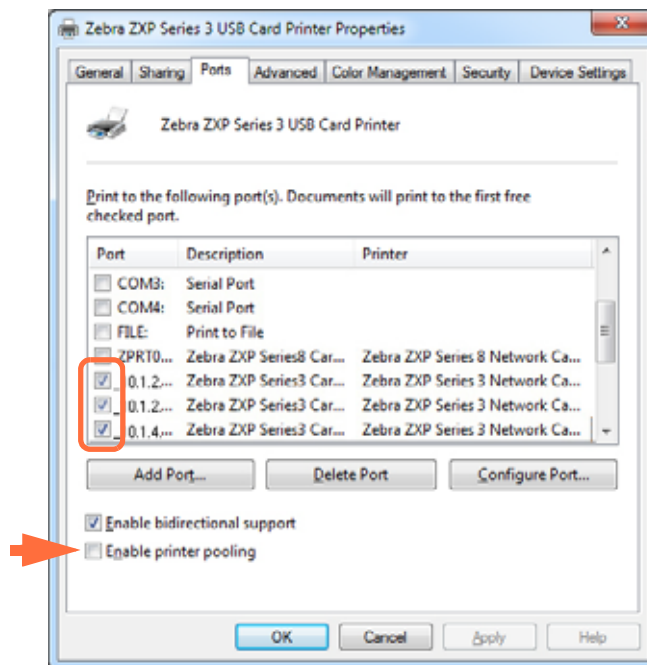 Zebra ZXP Series 3 USB Card Printer Properties
General Sharing Ports Advanced Color Management Security Device Settings
Zebra ZXP Series 3 USB Card Printer
Print to the following port(s). Documents will print to the first free
checked port.
Port Description Printer
COM3: Serial Port
COM4: Serial Port
FILE: Print to File
ZPRT0... Zebra ZXP Series8 Car... Zebra ZXP Series 8 Network Ca...
_ 0.1.2,... Zebra ZXP Series3 Car... Zebra ZXP Series 3 Network Ca...
_ 0.1.2,... Zebra ZXP Series3 Car... Zebra ZXP Series 3 Network Ca...
_ 0.1.4,... Zebra ZXP Series3 Car... Zebra ZXP Series 3 Network Ca...
Add Port... Delete Port Configure Port...
Enable bidirectional support
Enable printer pooling
OK Cancel Apply Help